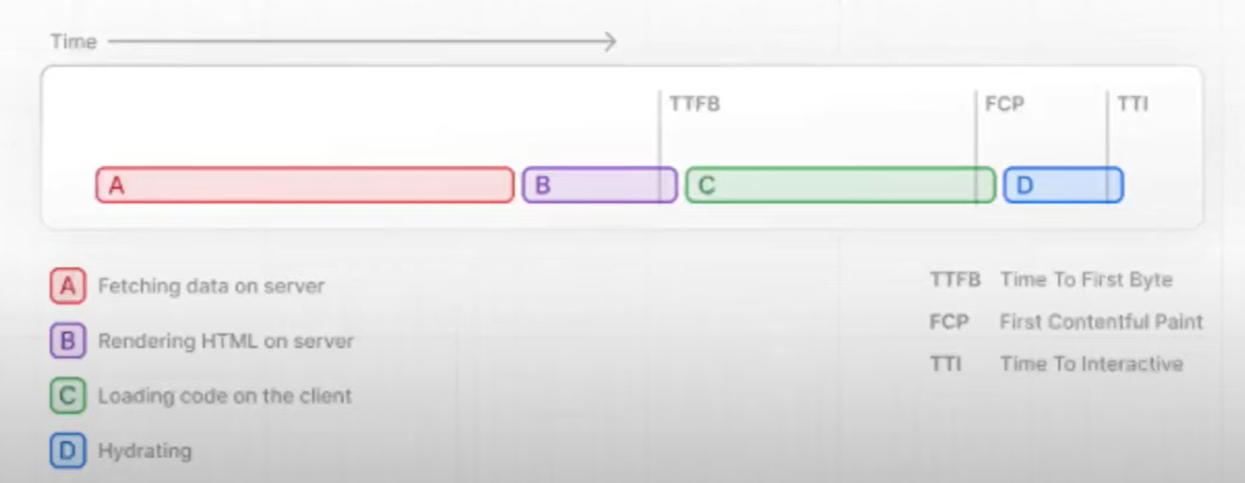 Time
TTFB FCP TTI
A B C D
A Fetching data on server
B Rendering HTML on server
C Loading code on the client
D Hydrating
TTFB Time To First Byte
FCP First Contentful Paint
TTI Time To Interactive